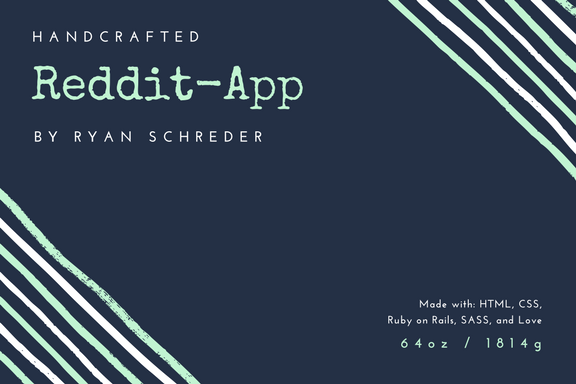 HANDCRAFTED
Reddit-App
BY RYAN SCHREDER
Made with: HTML, CSS,
Ruby on Rails, SASS, and Love
64oz / 1814g